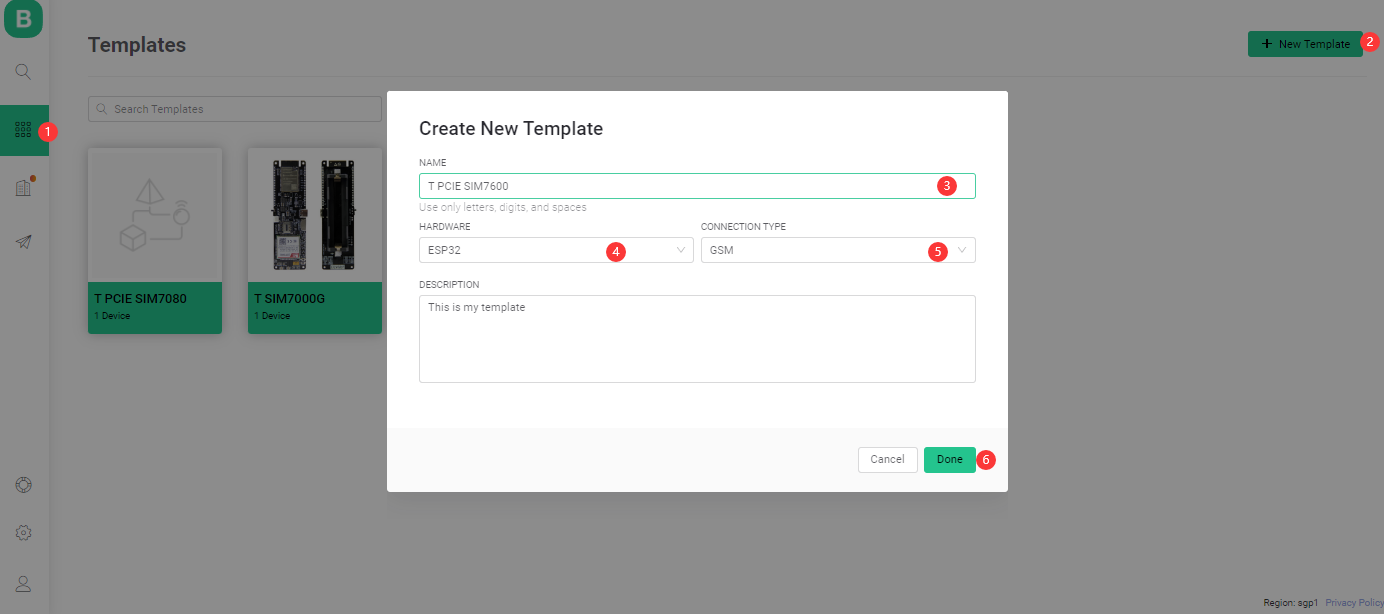 B
Templates
+ New Template 2
Search Templates
1
Create New Template
NAME
T PCIE SIM7600 3
Use only letters, digits, and spaces
HARDWARE CONNECTION TYPE
ESP32 4 GSM 5
DESCRIPTION
This is my template
T PCIE SIM7080 T SIM7000G
1 Device 1 Device
Cancel Done 6
Region: sgp1 Privacy Policy